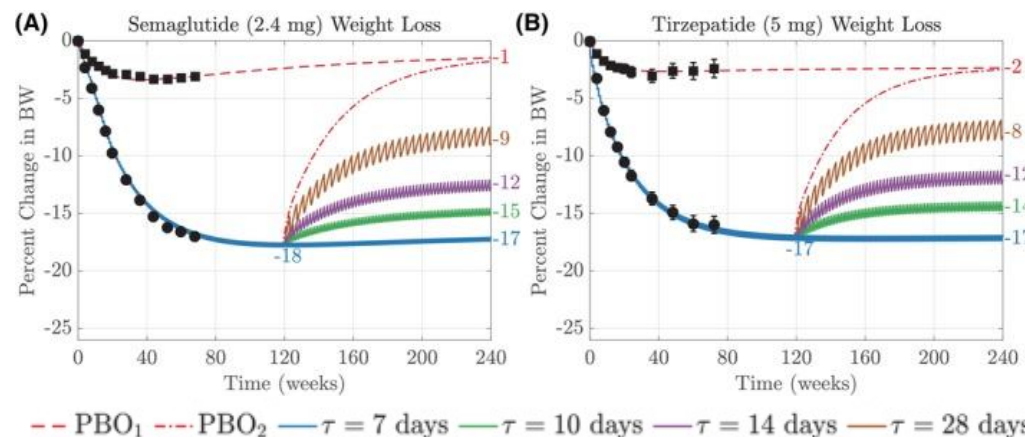 (A) Semaglutide (2.4 mg) Weight Loss
Percent Change in BW
0
-5
-10
-15
-20
-25
-1
-9
-12
-15
-17
-18
0 40 80 120 160 200 240
Time (weeks)
(B) Tirzepatide (5 mg) Weight Loss
Percent Change in BW
0
-5
-10
-15
-20
-25
-2
-8
-12
-14
-17
-17
0 40 80 120 160 200 240
Time (weeks)
PBO₁ PBO₂ τ = 7 days τ = 10 days τ = 14 days τ = 28 days